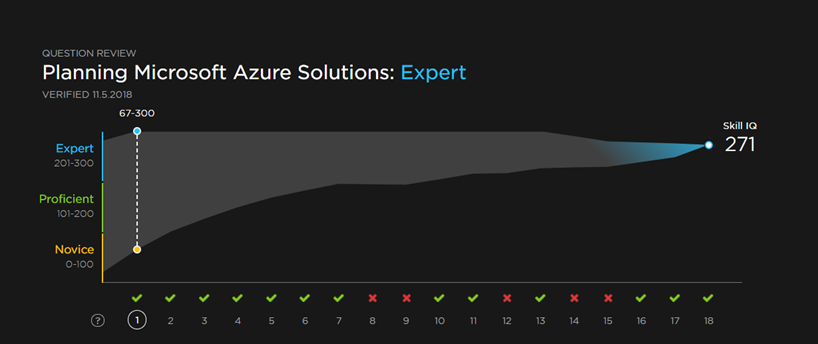 QUESTION REVIEW
Planning Microsoft Azure Solutions: Expert
VERIFIED 11.5.2018
67-300
Skill IQ
271
Expert
201-300
Proficient
101-200
Novice
0-100
? 1 2 3 4 5 6 7 8 9 10 11 12 13 14 15 16 17 18